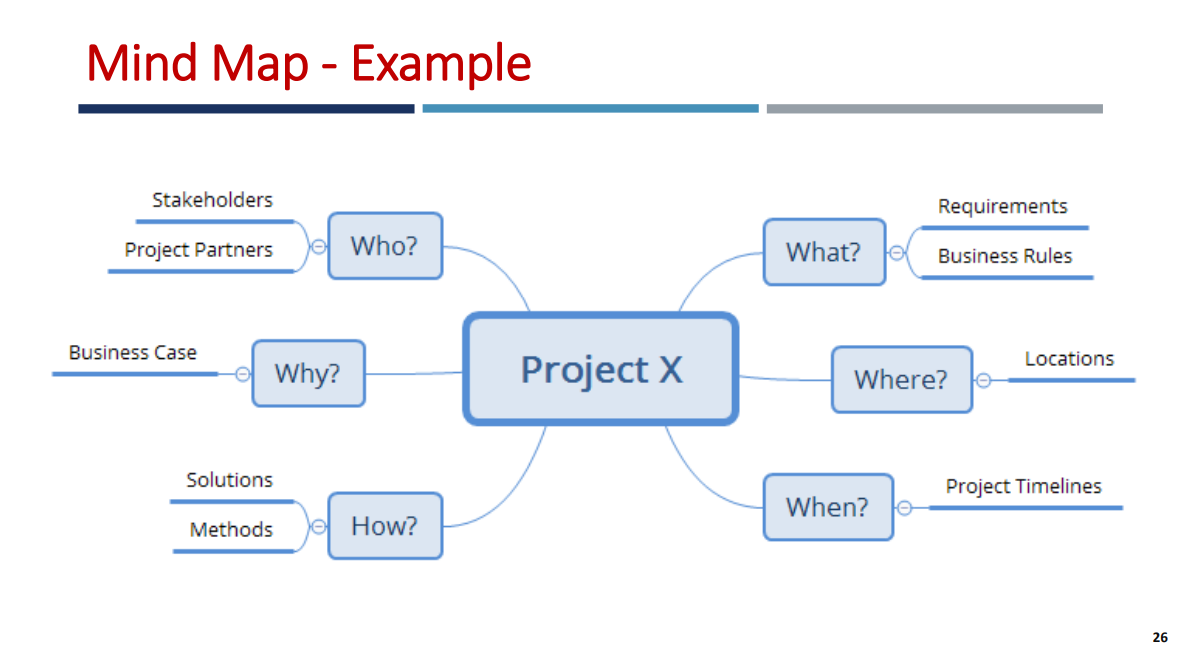 Mind Map - Example
Stakeholders
Project Partners
Who?
Business Case
Why?
Solutions
Methods
How?
Project X
What?
Requirements
Business Rules
Where?
Locations
When?
Project Timelines
26